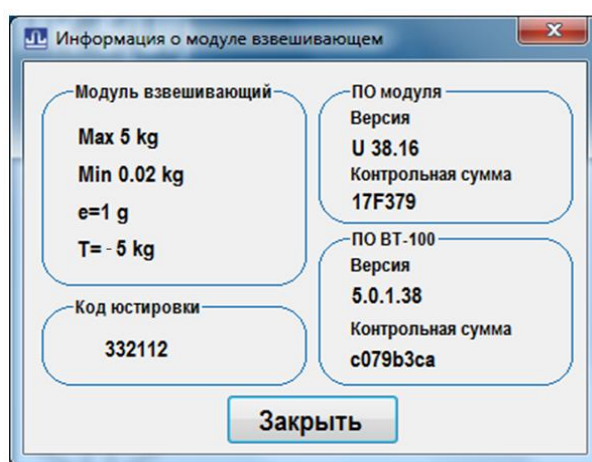 Информация о модуле взвешивающем
Модуль взвешивающий
Max 5 kg
Min 0.02 kg
e=1 g
T= - 5 kg
Код юстировки
332112
ПО модуля
Версия
U 38.16
Контрольная сумма
17F379
ПО ВТ-100
Версия
5.0.1.38
Контрольная сумма
c079b3ca
Закрыть